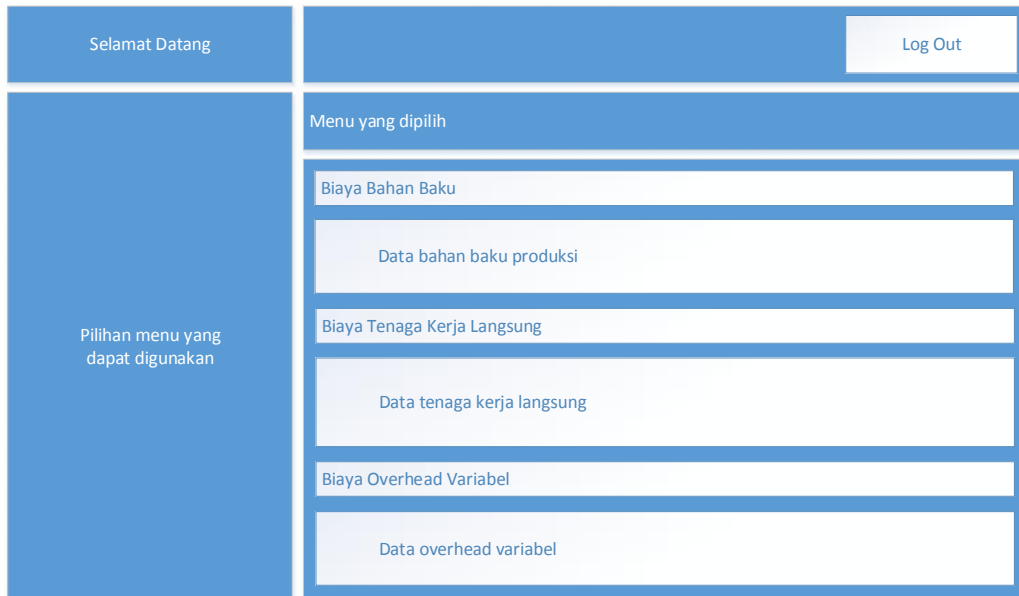 Selamat Datang
Log Out
Pilihan menu yang
dapat digunakan
Menu yang dipilih
Biaya Bahan Baku
Data bahan baku produksi
Biaya Tenaga Kerja Langsung
Data tenaga kerja langsung
Biaya Overhead Variabel
Data overhead variabel